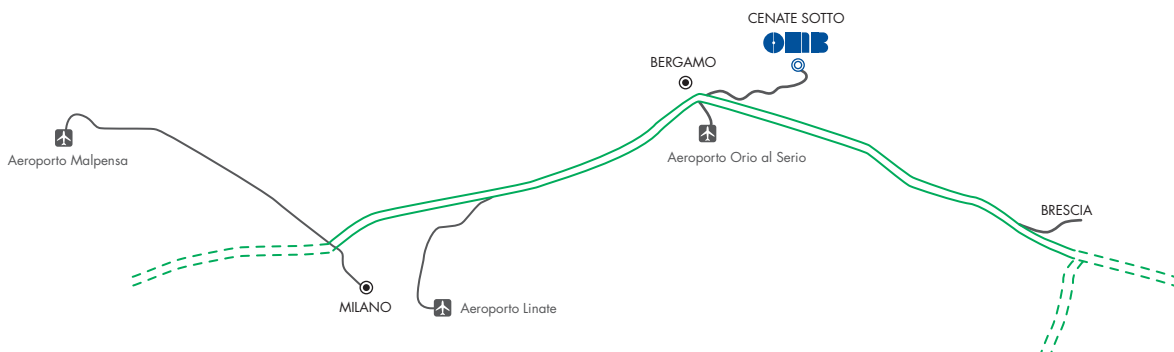 CENATE SOTTO
OMB
BERGAMO
Aeroporto Malpensa
Aeroporto Orio al Serio
BRESCIA
MILANO
Aeroporto Linate